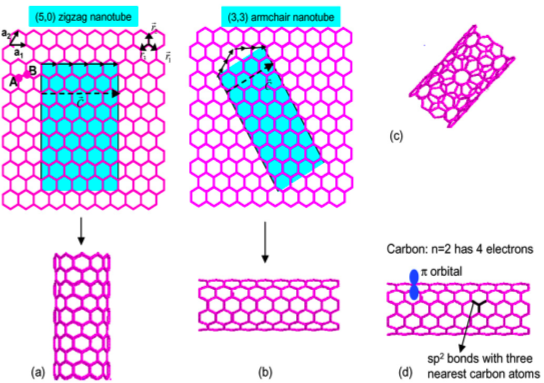 (5,0) zigzag nanotube
(3,3) armchair nanotube
a₂
a₁
A
B
(c)
Carbon: n=2 has 4 electrons
π orbital
(a)
(b)
(d)
sp² bonds with three
nearest carbon atoms